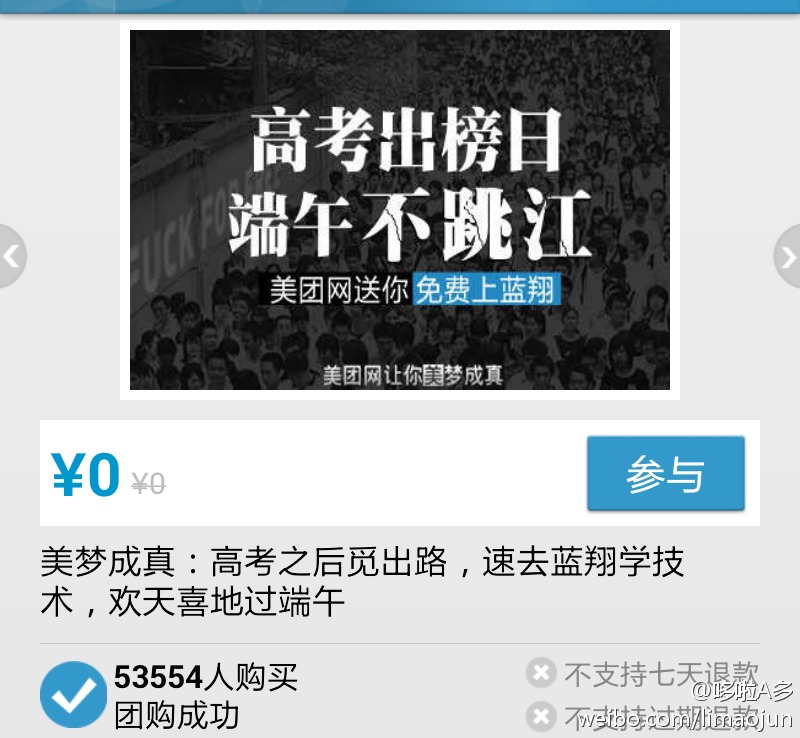 高考出榜日
端午不跳江
美团网送你 免费上蓝翔
美团网让你美梦成真
¥0 ¥0
参与
美梦成真：高考之后觅出路，速去蓝翔学技
术，欢天喜地过端午
53554人购买
不支持七天退款
团购成功
不支持过期退款
@哆啦A多
weibo.com/limaojun